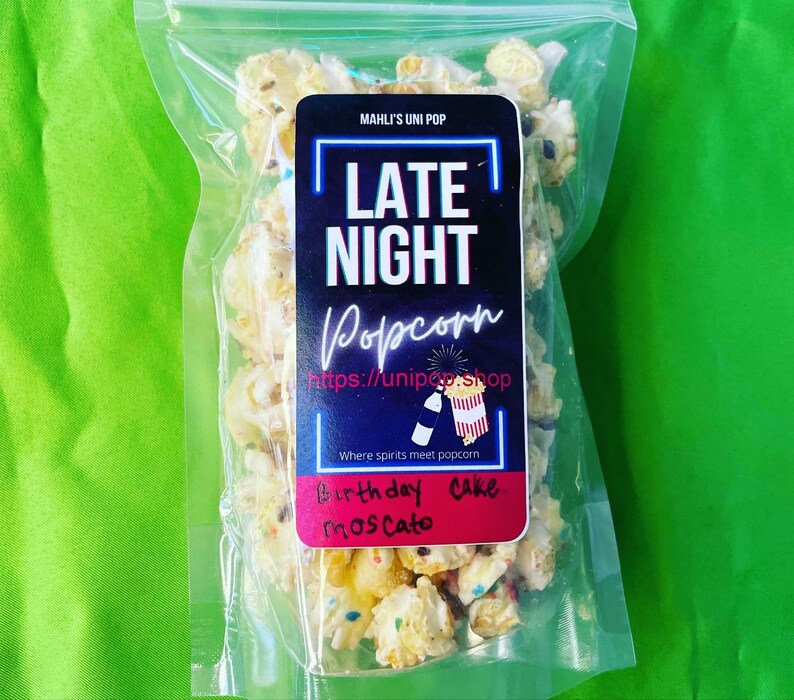 MAHLI'S UNI POP
LATE
NIGHT
Popcorn
https://unipop.shop
Where spirits meet popcorn
Birthday Cake
moscato